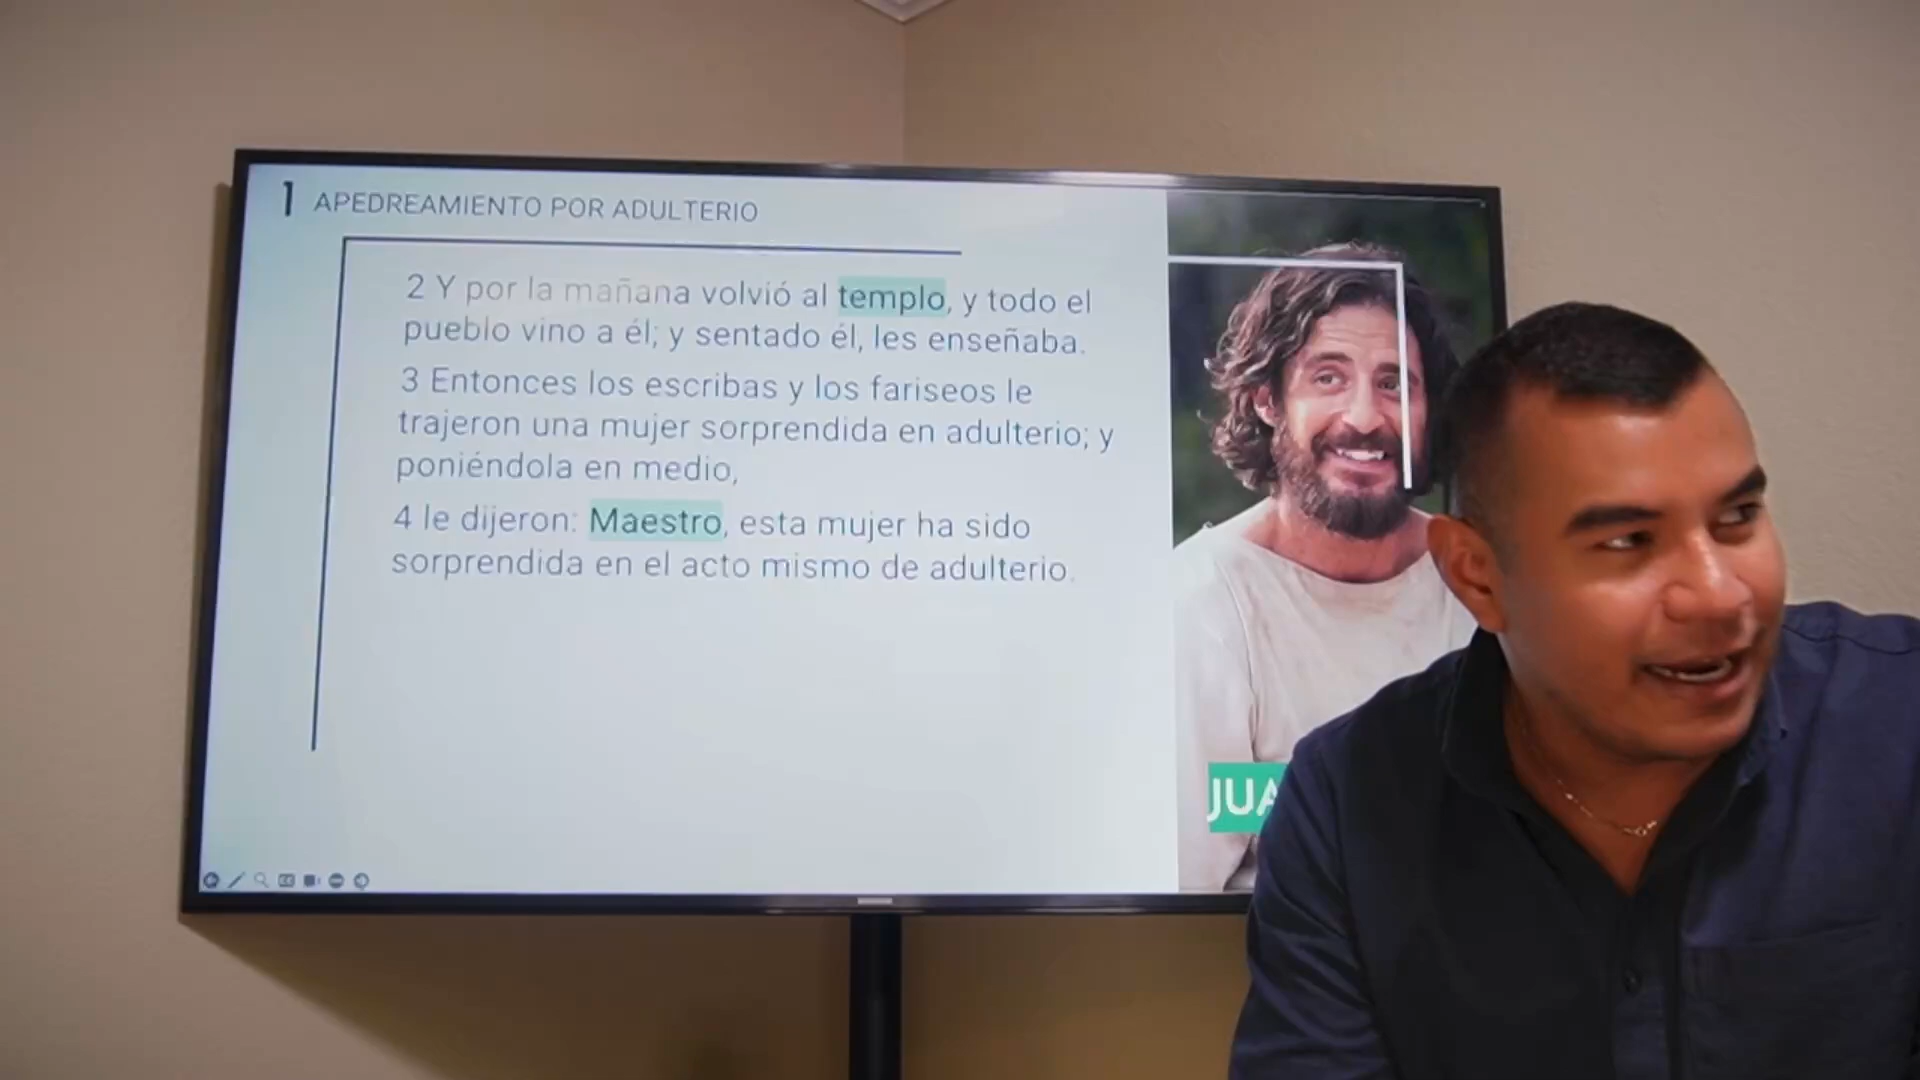 1 APEDREAMIENTO POR ADULTERIO
2 Y por la mañana volvió al templo, y todo el
pueblo vino a él; y sentado él, les enseñaba.
3 Entonces los escribas y los fariseos le
trajeron una mujer sorprendida en adulterio; y
poniéndola en medio,
4 le dijeron: Maestro, esta mujer ha sido
sorprendida en el acto mismo de adulterio.
JUA